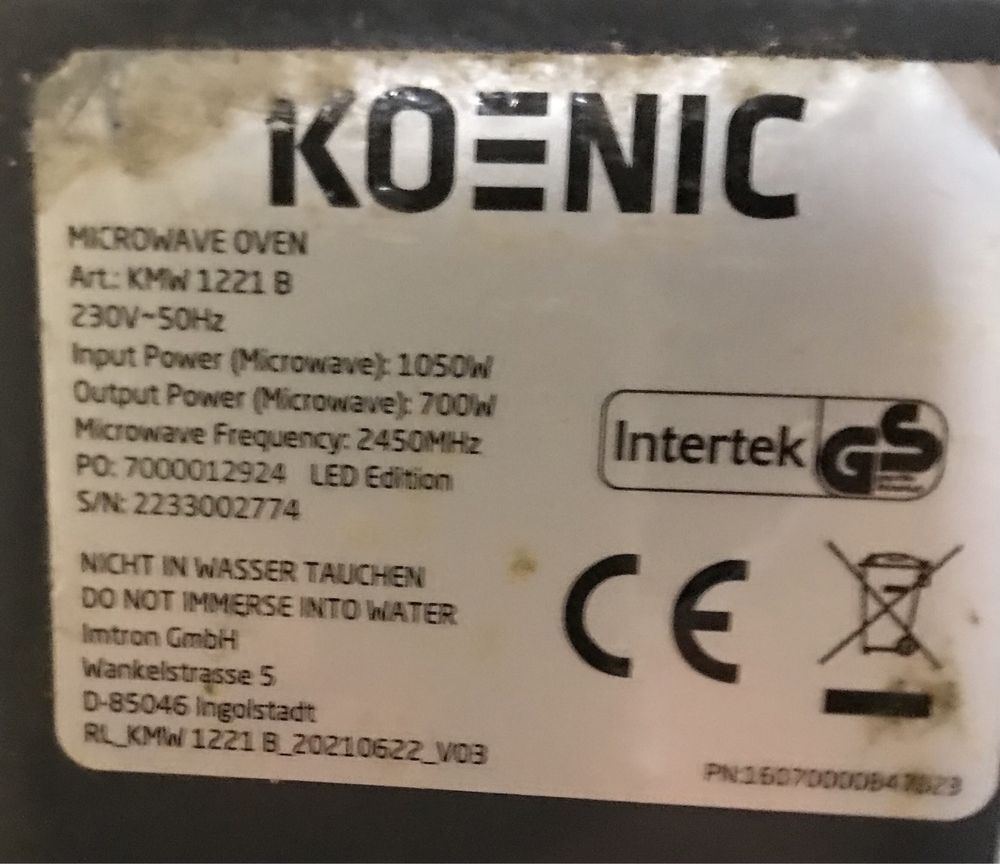 KOENIC
MICROWAVE OVEN
Art.: KMW 1221 B
230V~50Hz
Input Power (Microwave): 1050W
Output Power (Microwave): 700W
Microwave Frequency: 2450MHz
PO: 7000012924 LED Edition
S/N: 2233002774
Intertek GS
NICHT IN WASSER TAUCHEN
DO NOT IMMERSE INTO WATER
Imtron GmbH
Wankelstrasse 5
D-85046 Ingolstadt
RL_KMW 1221 B_20210622_V03
CE